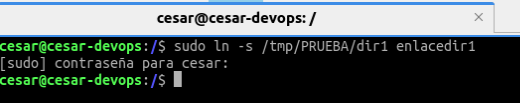 cesar@cesar-devops: /
cesar@cesar-devops:/$ sudo ln -s /tmp/PRUEBA/dir1 enlacedir1
[sudo] contraseña para cesar:
cesar@cesar-devops:/$